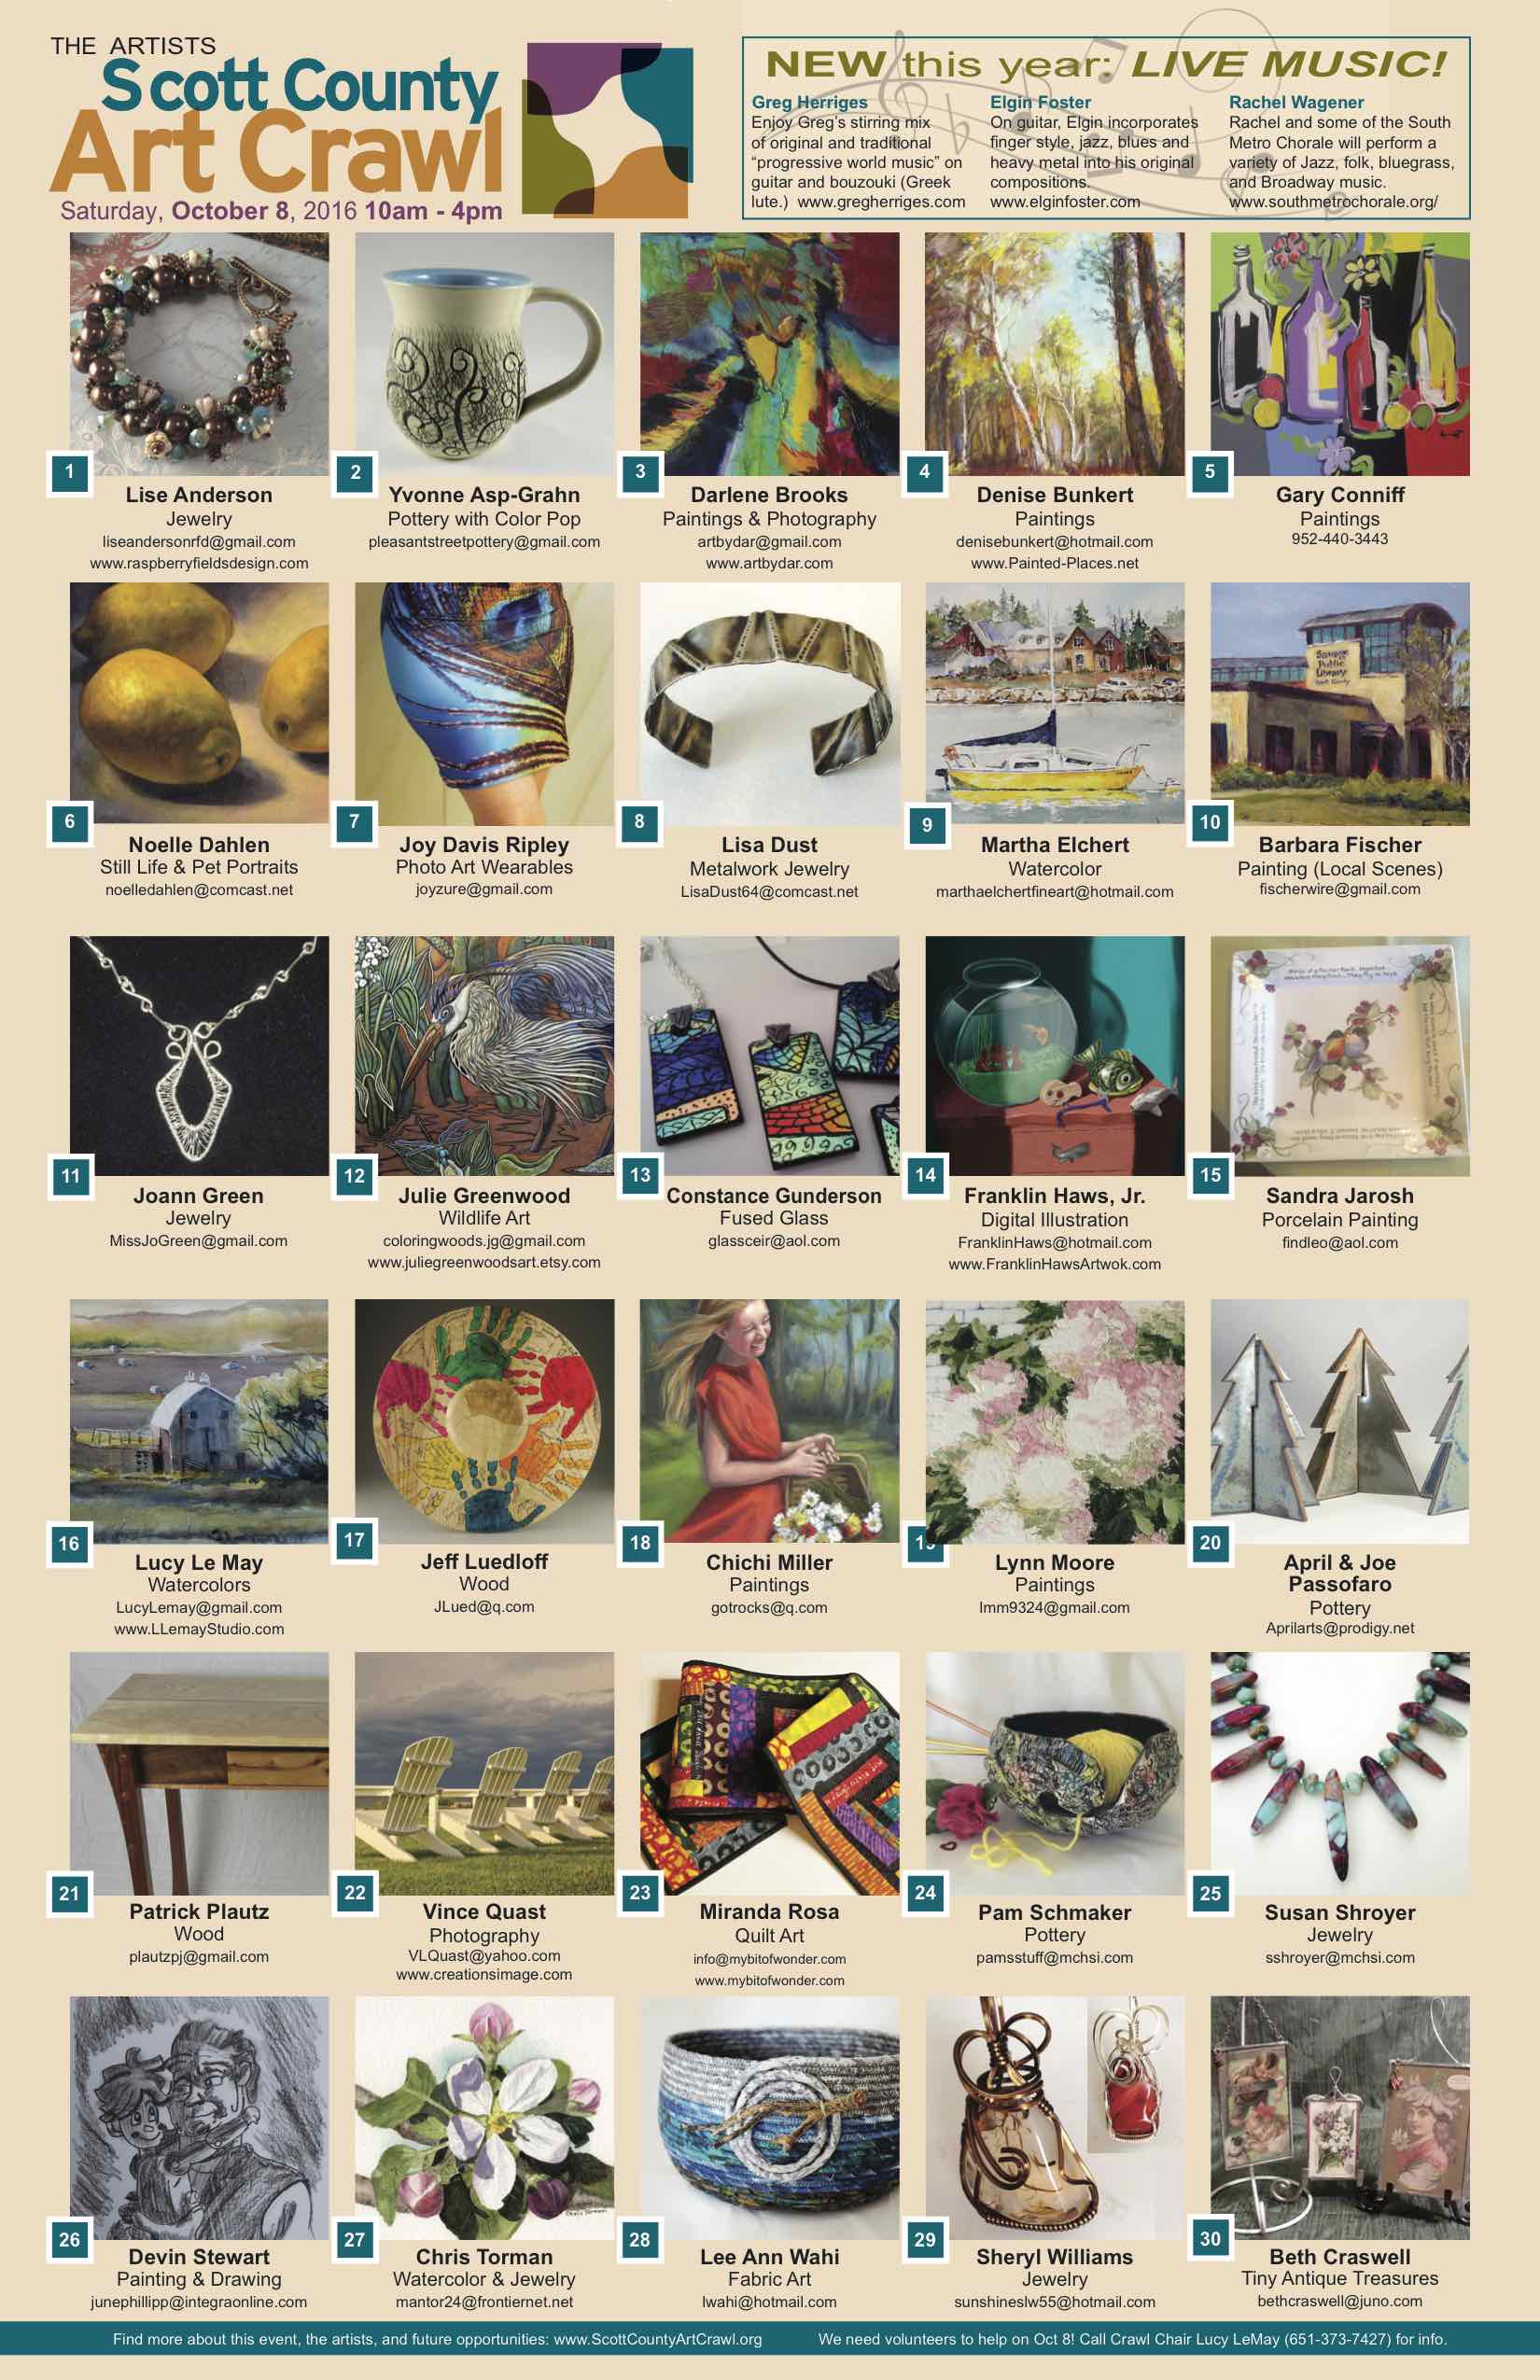 THE ARTISTS
Scott County
Art Crawl
Saturday, October 8, 2016 10am - 4pm
NEW this year: LIVE MUSIC!
Greg Herriges
Enjoy Greg's stirring mix
of original and traditional
"progressive world music" on
guitar and bouzouki (Greek
lute.) www.gregherriges.com
Elgin Foster
On guitar, Elgin incorporates
finger style, jazz, blues and
heavy metal into his original
compositions.
www.elginfoster.com
Rachel Wagener
Rachel and some of the South
Metro Chorale will perform a
variety of Jazz, folk, bluegrass,
and Broadway music.
www.southmetrochorale.org/
1
Lise Anderson
Jewelry
liseandersonrfd@gmail.com
www.raspberryfieldsdesign.com
2
Yvonne Asp-Grahn
Pottery with Color Pop
pleasantstreetpottery@gmail.com
3
Darlene Brooks
Paintings & Photography
artbydar@gmail.com
www.artbydar.com
4
Denise Bunkert
Paintings
denisebunkert@hotmail.com
www.Painted-Places.net
5
Gary Conniff
Paintings
952-440-3443
6
Noelle Dahlen
Still Life & Pet Portraits
noelledahlen@comcast.net
7
Joy Davis Ripley
Photo Art Wearables
joyzure@gmail.com
8
Lisa Dust
Metalwork Jewelry
LisaDust64@comcast.net
9
Martha Elchert
Watercolor
marthaelchertfineart@hotmail.com
Public
Library
10
Barbara Fischer
Painting (Local Scenes)
fischerwire@gmail.com
11
Joann Green
Jewelry
MissJoGreen@gmail.com
12
Julie Greenwood
Wildlife Art
coloringwoods.jg@gmail.com
www.juliegreenwoodsart.etsy.com
13
Constance Gunderson
Fused Glass
glassceir@aol.com
14
Franklin Haws, Jr.
Digital Illustration
FranklinHaws@hotmail.com
www.FranklinHawsArtwok.com
15
Sandra Jarosh
Porcelain Painting
findleo@aol.com
16
Lucy Le May
Watercolors
LucyLemay@gmail.com
www.LLemayStudio.com
17
Jeff Luedloff
Wood
JLued@q.com
18
Chichi Miller
Paintings
gotrocks@q.com
19
Lynn Moore
Paintings
lmm9324@gmail.com
20
April & Joe
Passofaro
Pottery
Aprilarts@prodigy.net
21
Patrick Plautz
Wood
plautzpj@gmail.com
22
Vince Quast
Photography
VLQuast@yahoo.com
www.creationsimage.com
23
Miranda Rosa
Quilt Art
info@mybitofwonder.com
www.mybitofwonder.com
24
Pam Schmaker
Pottery
pamsstuff@mchsi.com
25
Susan Shroyer
Jewelry
sshroyer@mchsi.com
26
Devin Stewart
Painting & Drawing
junephillipp@integraonline.com
27
Chris Torman
Watercolor & Jewelry
mantor24@frontiernet.net
28
Lee Ann Wahi
Fabric Art
lwahi@hotmail.com
29
Sheryl Williams
Jewelry
sunshineslw55@hotmail.com
30
Beth Craswell
Tiny Antique Treasures
bethcraswell@juno.com
Find more about this event, the artists, and future opportunities: www.ScottCountyArtCrawl.org
We need volunteers to help on Oct 8! Call Crawl Chair Lucy LeMay (651-373-7427) for info.